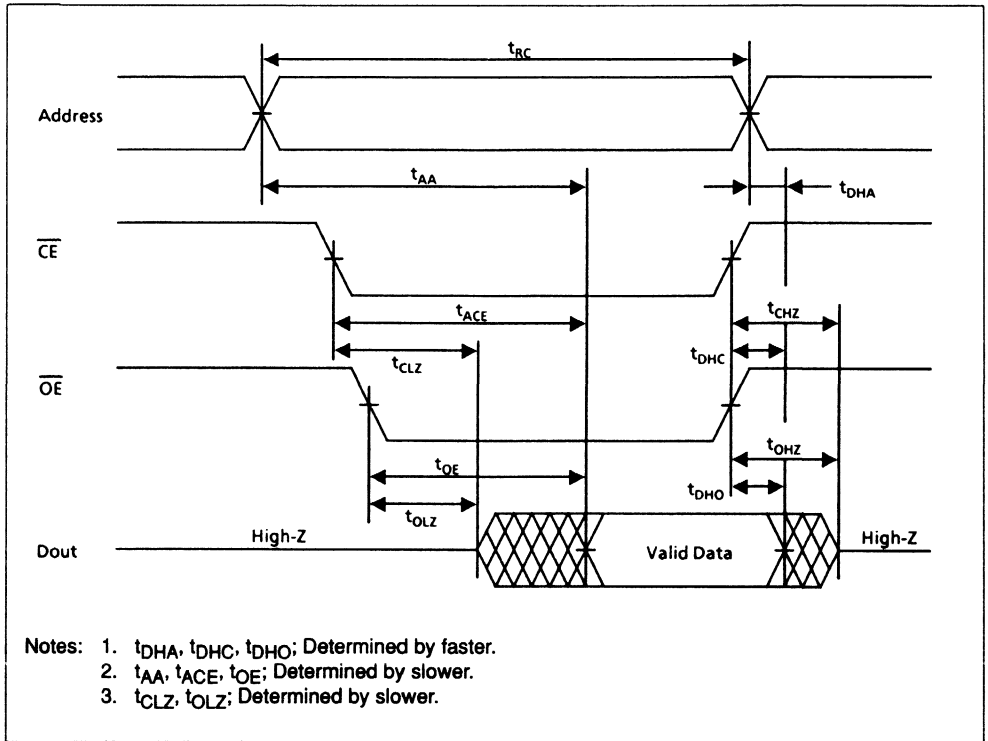 tRC
Address
tAA
tDHA
CE
tACE
tCHZ
tCLZ
tDHC
OE
tOE
tOHZ
tOLZ
tDHO
High-Z
Valid Data
High-Z
Dout
Notes: 1. tDHA, tDHC, tDHO; Determined by faster.
2. tAA, tACE, tOE; Determined by slower.
3. tCLZ, tOLZ; Determined by slower.